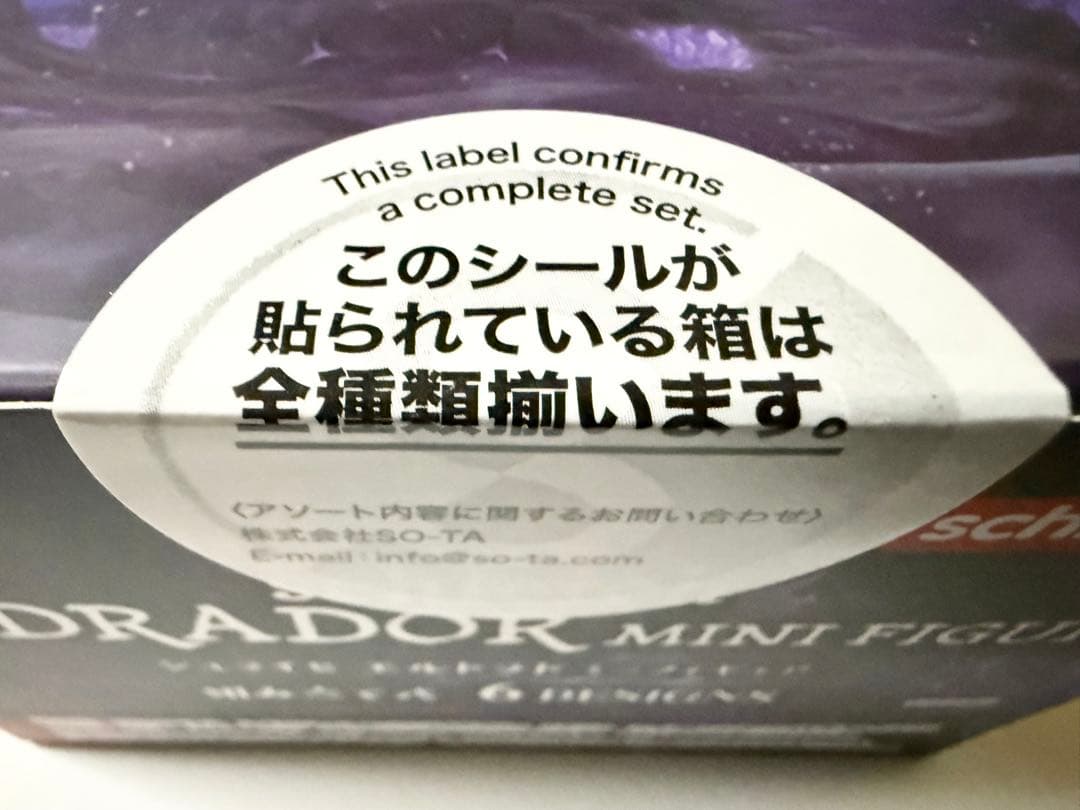 This label confirms
a complete set.
このシールが
貼られている箱は
全種類揃います。
〈アソート内容に関するお問い合わせ〉
株式会社SO-TA
E-mail：info@so-ta.com
sch
DRADOR MINI FIGU
6 DESIGNS